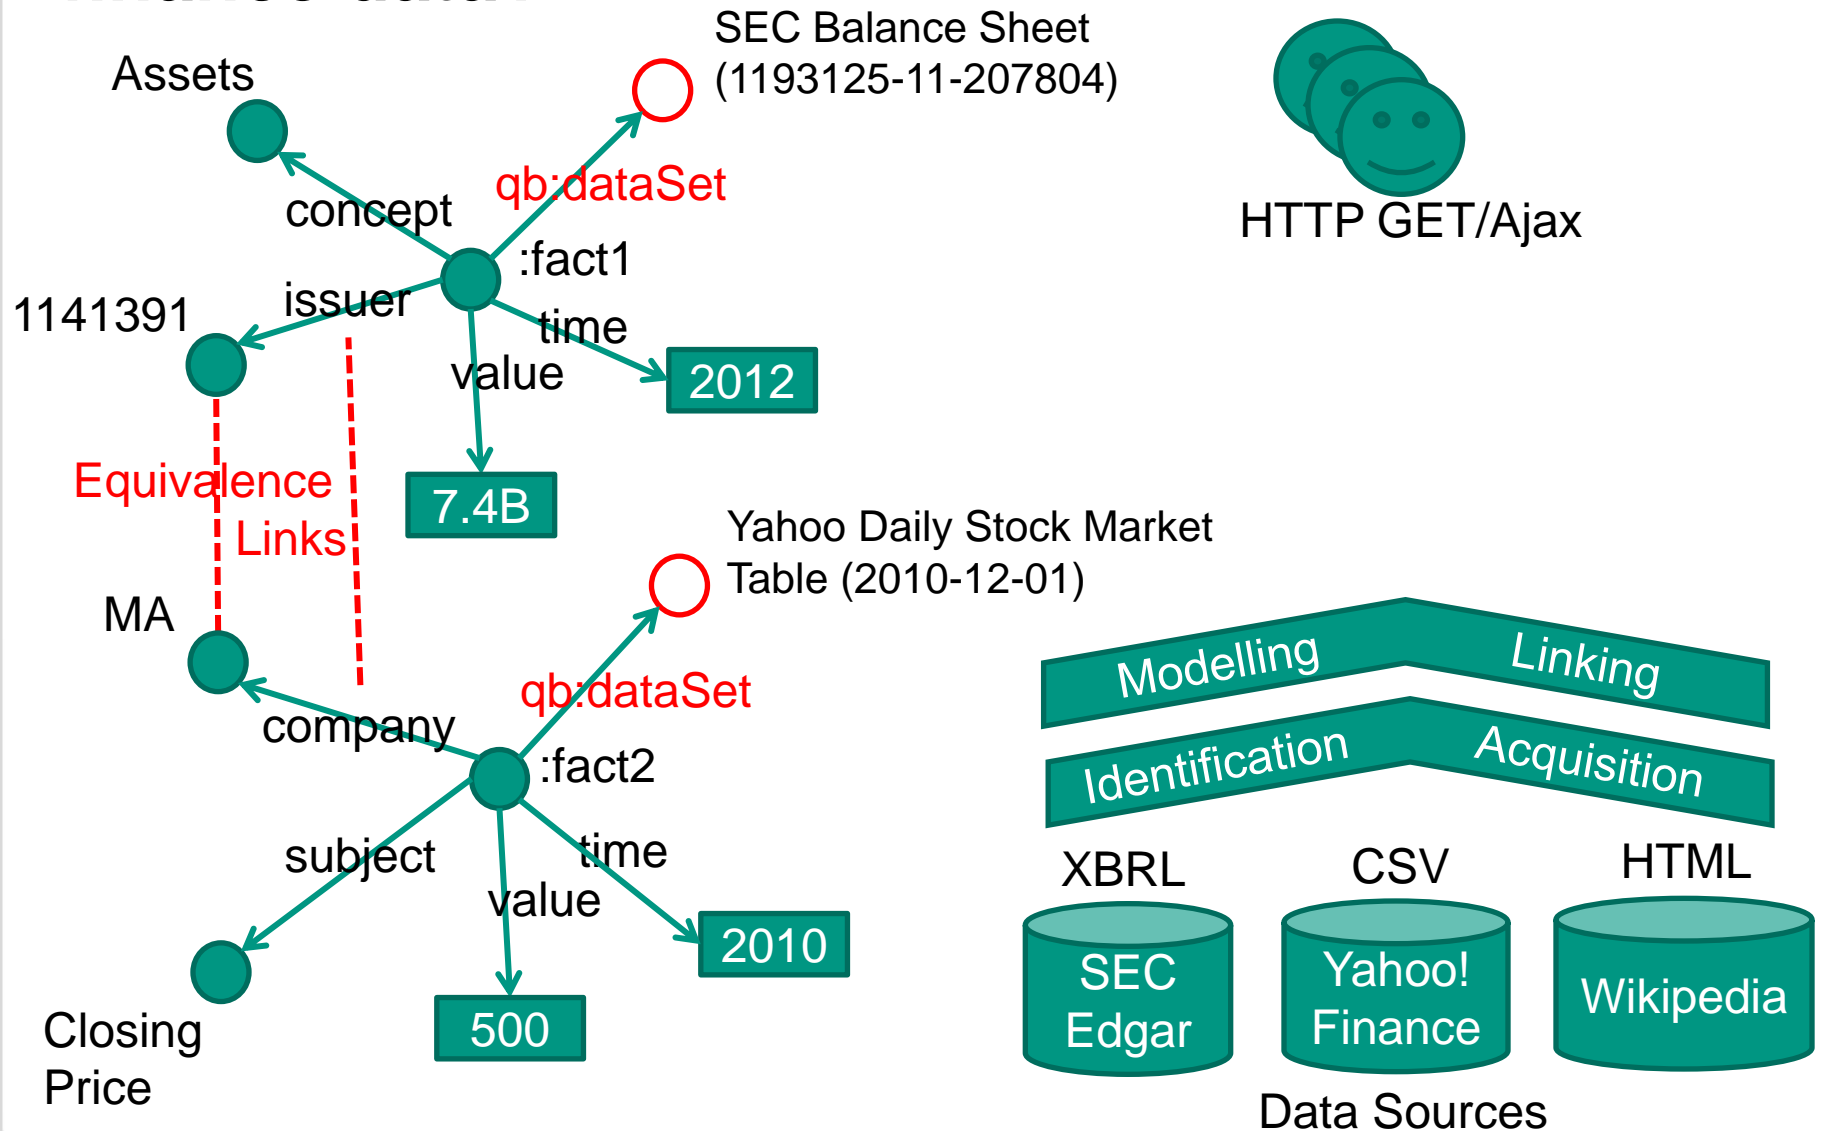 SEC Balance Sheet
(1193125-11-207804)
Assets
qb:dataSet
concept
:fact1
HTTP GET/Ajax
issuer
1141391
time
value
2012
Equivalence
Links
7.4B
Yahoo Daily Stock Market
Table (2010-12-01)
MA
qb:dataSet
company
:fact2
subject
time
value
2010
500
Closing
Price
Modelling
Linking
Identification
Acquisition
XBRL
CSV
HTML
SEC
Edgar
Yahoo!
Finance
Wikipedia
Data Sources